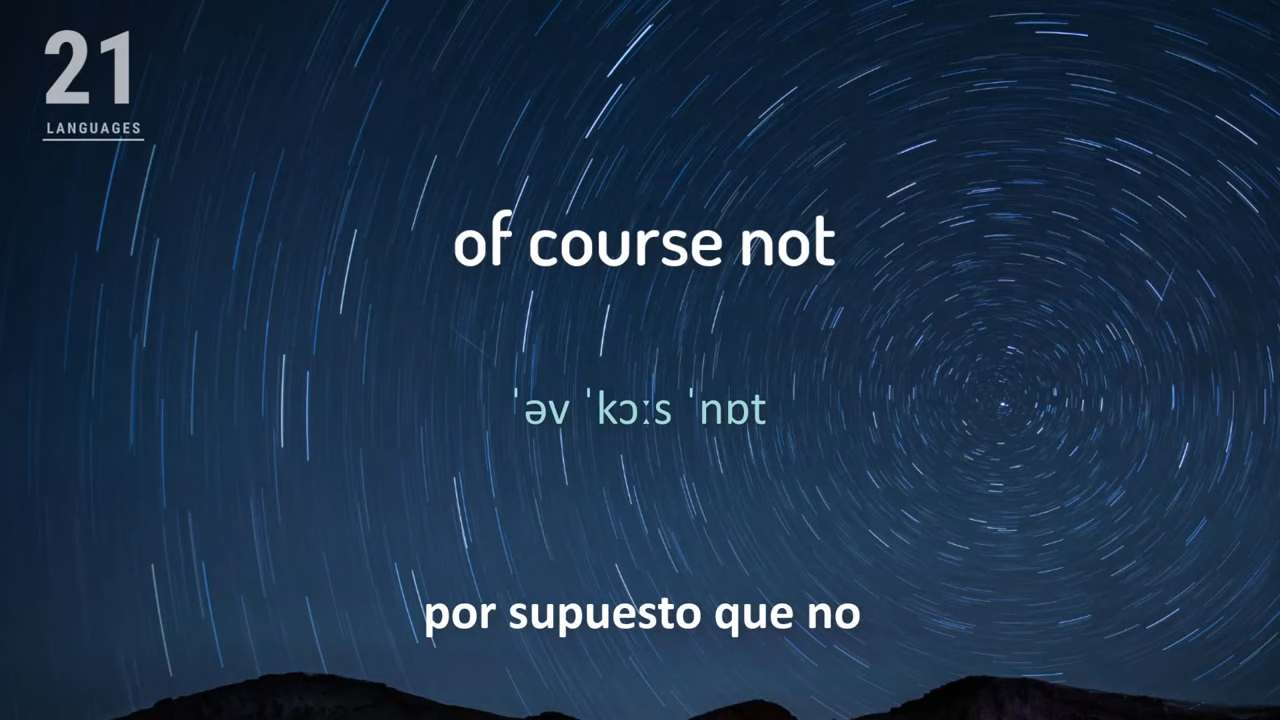 21
LANGUAGES
of course not
ˈəv ˈkɔːs ˈnɒt
por supuesto que no